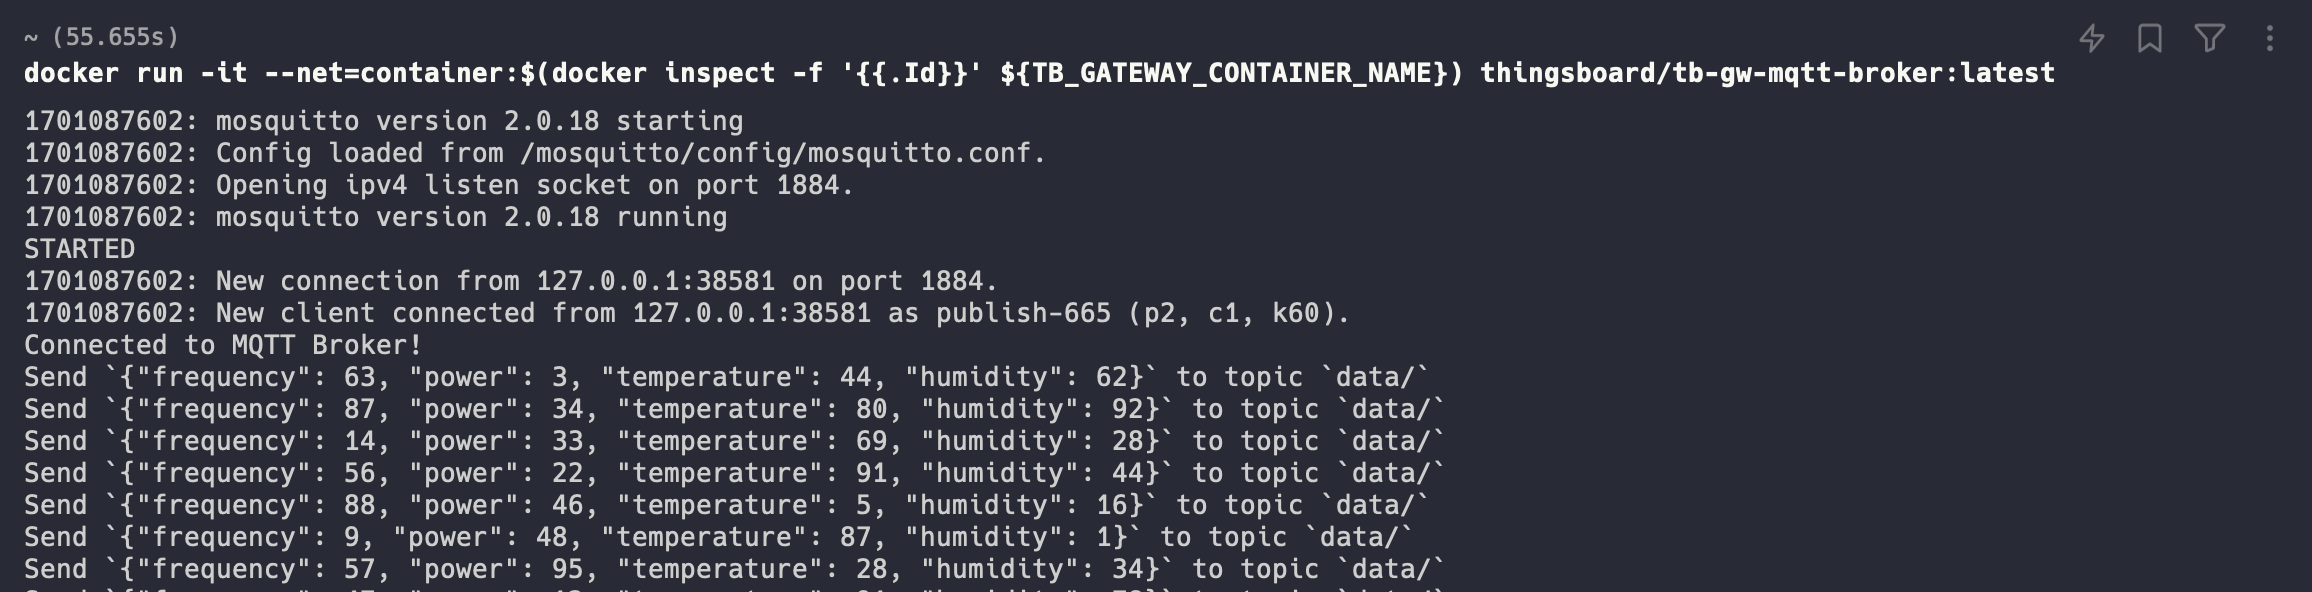 ~ (55.655s)
docker run -it --net=container:$(docker inspect -f '{{.Id}}' ${TB_GATEWAY_CONTAINER_NAME}) thingsboard/tb-gw-mqtt-broker:latest
1701087602: mosquitto version 2.0.18 starting
1701087602: Config loaded from /mosquitto/config/mosquitto.conf.
1701087602: Opening ipv4 listen socket on port 1884.
1701087602: mosquitto version 2.0.18 running
STARTED
1701087602: New connection from 127.0.0.1:38581 on port 1884.
1701087602: New client connected from 127.0.0.1:38581 as publish-665 (p2, c1, k60).
Connected to MQTT Broker!
Send `{"frequency": 63, "power": 3, "temperature": 44, "humidity": 62}` to topic `data/`
Send `{"frequency": 87, "power": 34, "temperature": 80, "humidity": 92}` to topic `data/`
Send `{"frequency": 14, "power": 33, "temperature": 69, "humidity": 28}` to topic `data/`
Send `{"frequency": 56, "power": 22, "temperature": 91, "humidity": 44}` to topic `data/`
Send `{"frequency": 88, "power": 46, "temperature": 5, "humidity": 16}` to topic `data/`
Send `{"frequency": 9, "power": 48, "temperature": 87, "humidity": 1}` to topic `data/`
Send `{"frequency": 57, "power": 95, "temperature": 28, "humidity": 34}` to topic `data/`